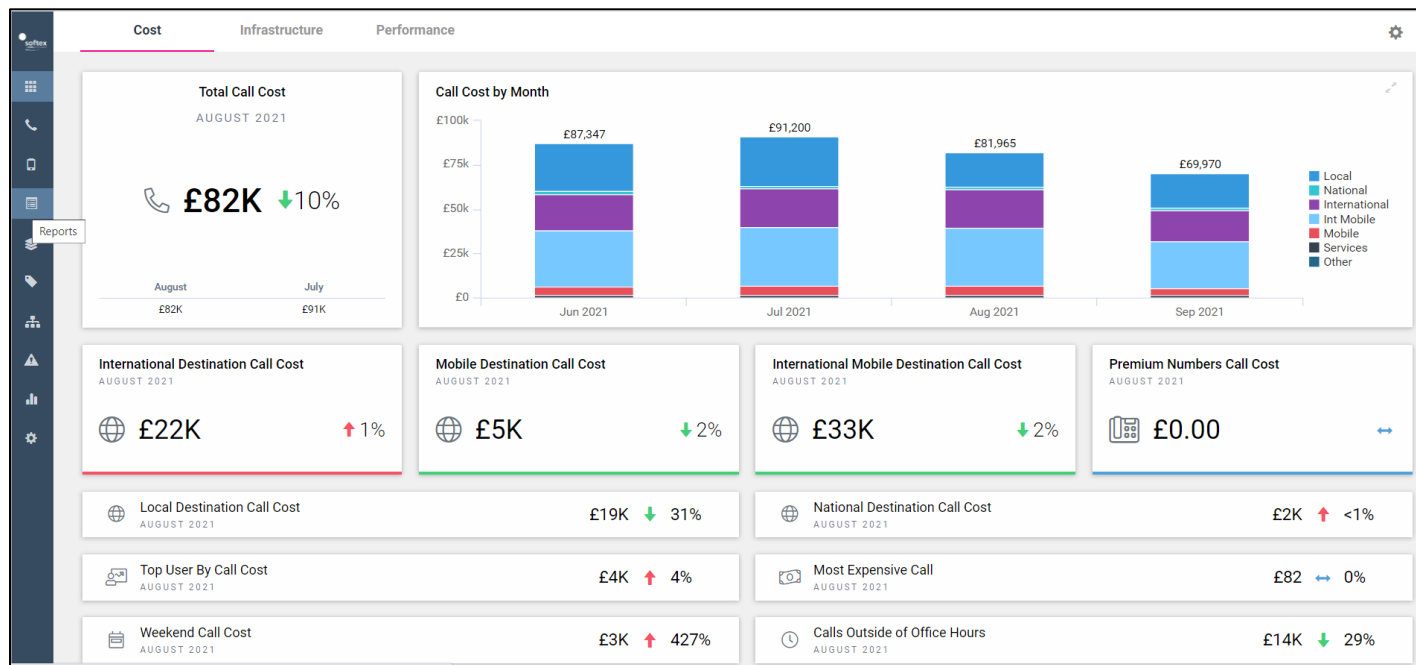 softex
Cost
Infrastructure
Performance
Reports
Total Call Cost
AUGUST 2021
£82K 10%
August July
£82K £91K
Call Cost by Month
£100k
£75k
£50k
£25k
£0
£87,347
£91,200
£81,965
£69,970
Jun 2021
Jul 2021
Aug 2021
Sep 2021
Local
National
International
Int Mobile
Mobile
Services
Other
International Destination Call Cost
AUGUST 2021
£22K 1%
Mobile Destination Call Cost
AUGUST 2021
£5K 2%
International Mobile Destination Call Cost
AUGUST 2021
£33K 2%
Premium Numbers Call Cost
AUGUST 2021
£0.00
Local Destination Call Cost
AUGUST 2021
£19K 31%
National Destination Call Cost
AUGUST 2021
£2K <1%
Top User By Call Cost
AUGUST 2021
£4K 4%
Most Expensive Call
AUGUST 2021
£82 0%
Weekend Call Cost
AUGUST 2021
£3K 427%
Calls Outside of Office Hours
AUGUST 2021
£14K 29%